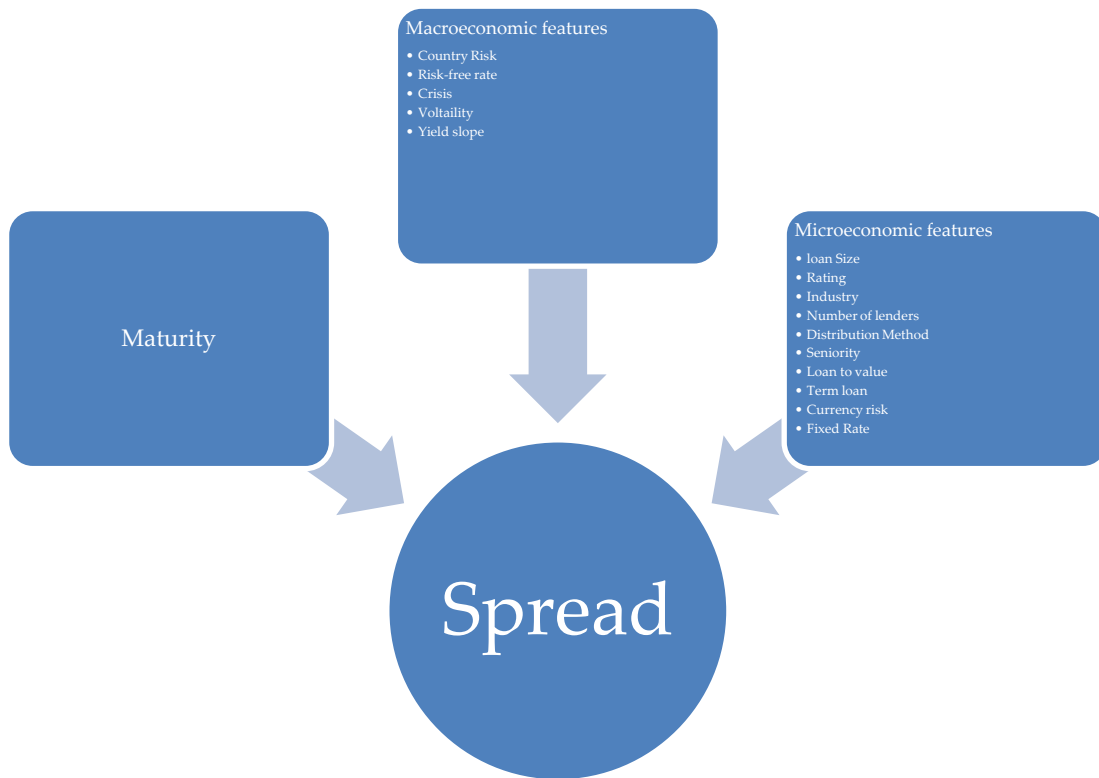 Macroeconomic features
• Country Risk
• Risk-free rate
• Crisis
• Voltaility
• Yield slope
Maturity
Microeconomic features
• loan Size
• Rating
• Industry
• Number of lenders
• Distribution Method
• Seniority
• Loan to value
• Term loan
• Currency risk
• Fixed Rate
Spread